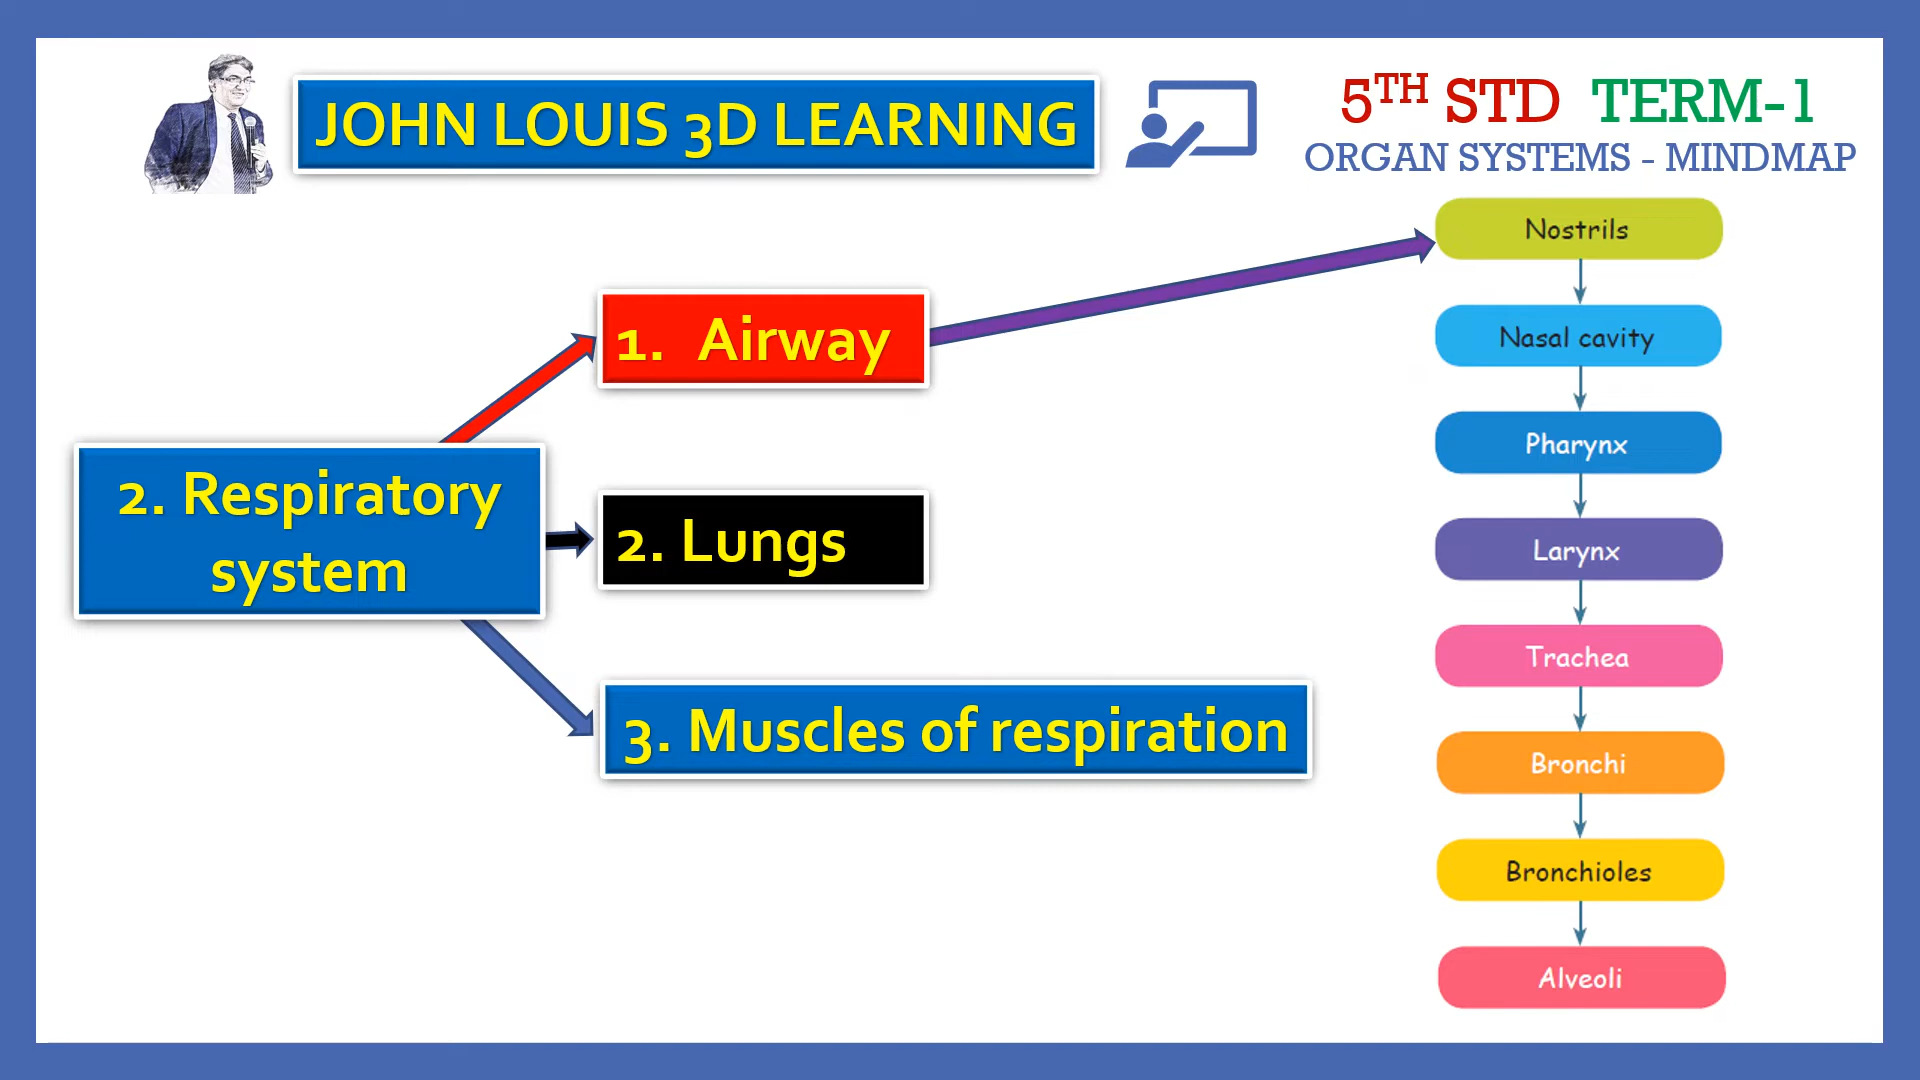 JOHN LOUIS 3D LEARNING
5TH STD TERM-1
ORGAN SYSTEMS - MINDMAP
2. Respiratory
system
1. Airway
2. Lungs
3. Muscles of respiration
Nostrils
Nasal cavity
Pharynx
Larynx
Trachea
Bronchi
Bronchioles
Alveoli